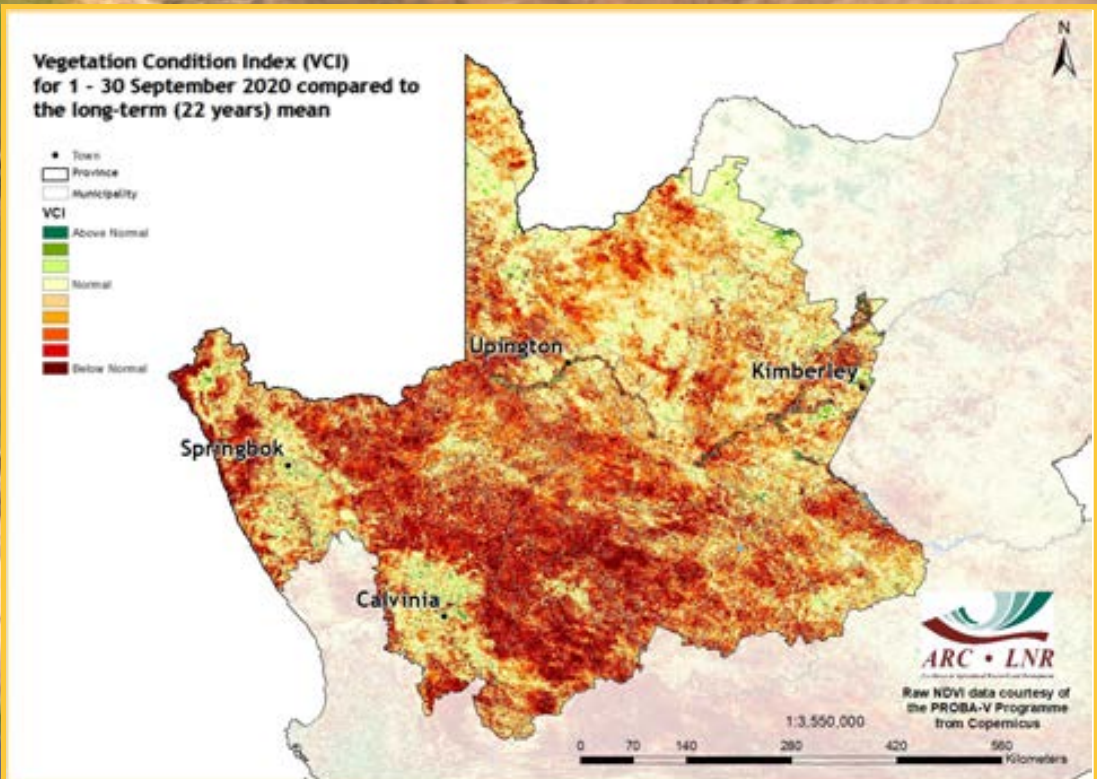 Vegetation Condition Index (VCI)
for 1 - 30 September 2020 compared to
the long-term (22 years) mean
N
Town
Province
Municipality
VCI
Above Normal
Normal
Below Normal
Upington
Kimberley
Springbok
Calvinia
ARC • LNR
Raw NDVI data courtesy of
the PROBA-V Programme
from Copernicus
1:3,550,000
0 70 140 280 420 560
Kilometers